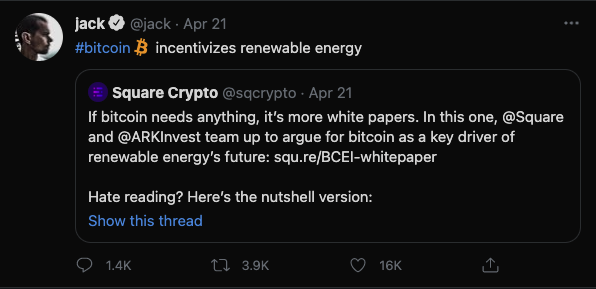 jack @jack · Apr 21
#bitcoin incentivizes renewable energy
Square Crypto @sqcrypto · Apr 21
If bitcoin needs anything, it's more white papers. In this one, @Square
and @ARKInvest team up to argue for bitcoin as a key driver of
renewable energy's future: squ.re/BCEI-whitepaper
Hate reading? Here's the nutshell version:
Show this thread
1.4K 3.9K 16K